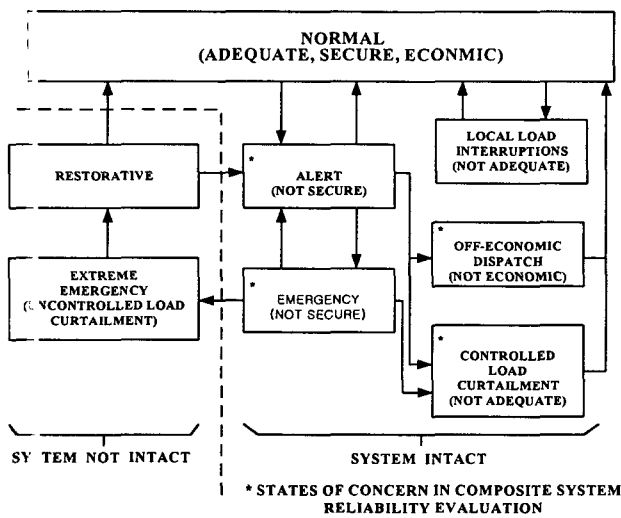 NORMAL
(ADEQUATE, SECURE, ECONMIC)
RESTORATIVE
* ALERT
(NOT SECURE)
LOCAL LOAD
INTERRUPTIONS
(NOT ADEQUATE)
EXTREME
EMERGENCY
(UNCONTROLLED LOAD
CURTAILMENT)
* EMERGENCY
(NOT SECURE)
* OFF-ECONOMIC
DISPATCH
(NOT ECONOMIC)
* CONTROLLED
LOAD
CURTAILMENT
(NOT ADEQUATE)
SYSTEM NOT INTACT
SYSTEM INTACT
* STATES OF CONCERN IN COMPOSITE SYSTEM
RELIABILITY EVALUATION